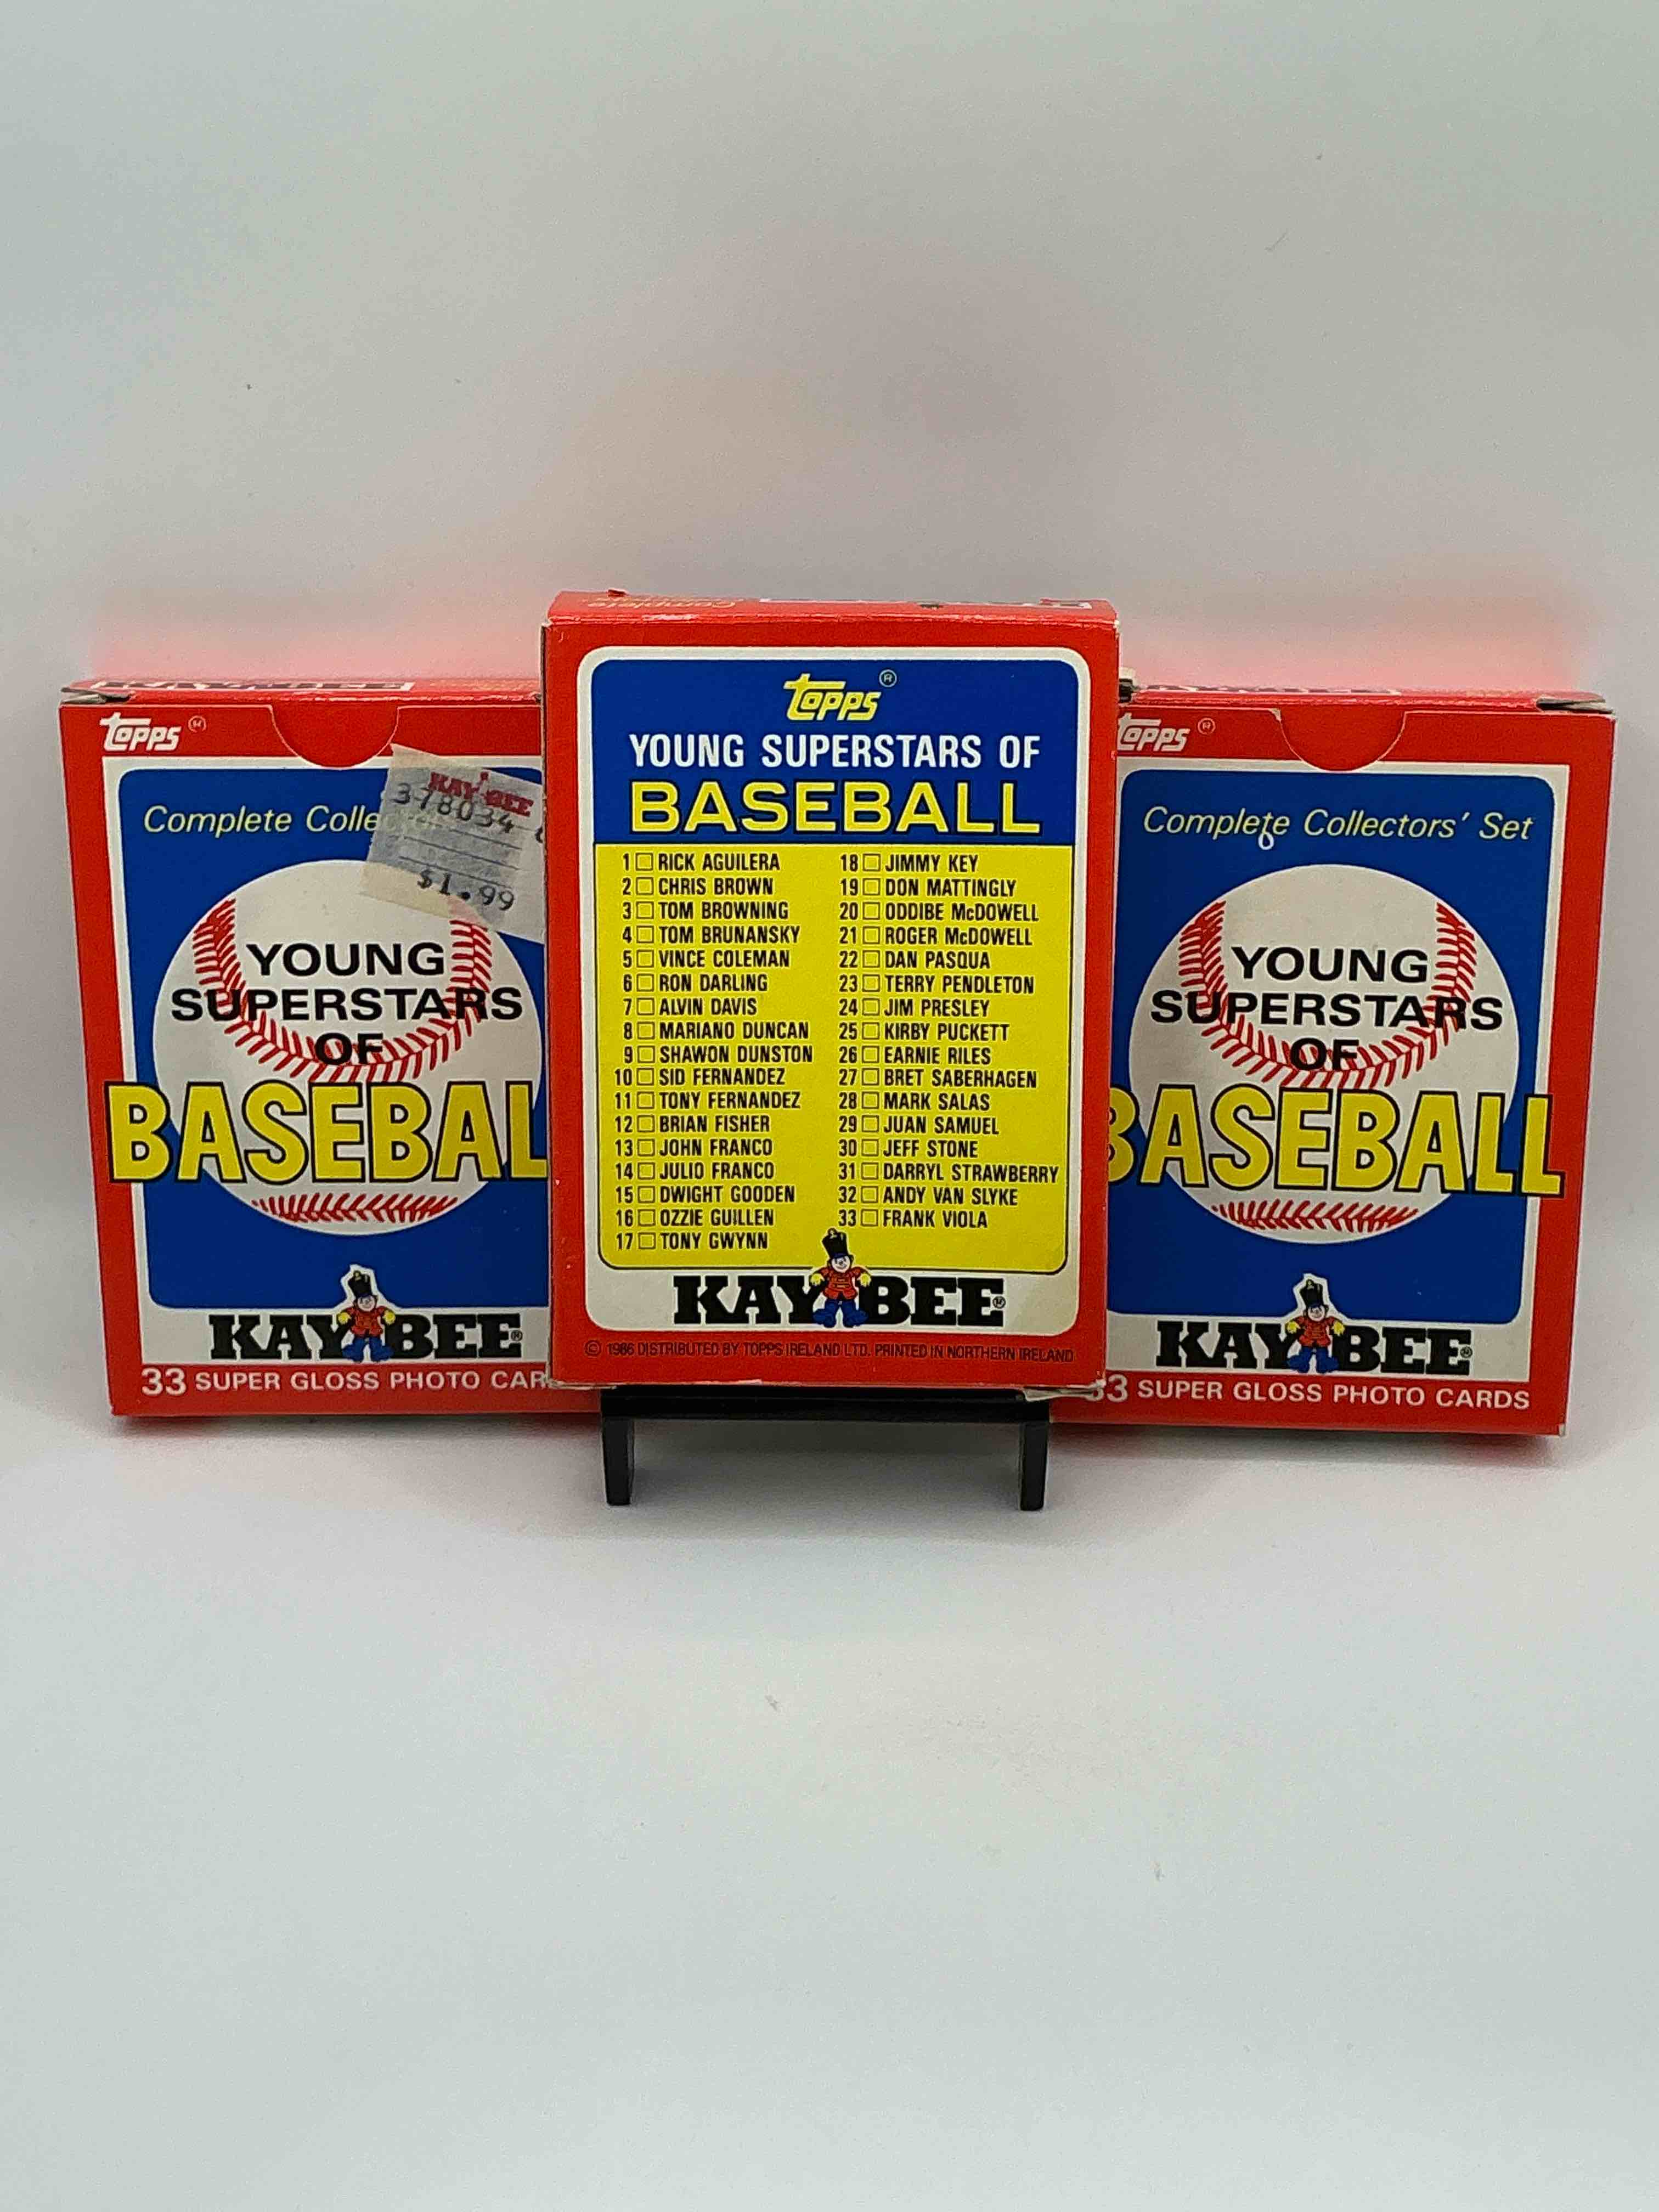 topps®
Complete Colle
KAY BEE
378034
$1.99
YOUNG
SUPERSTARS
OF
BASEBAL
KAY BEE®
33 SUPER GLOSS PHOTO CAR
Complete
topps®
YOUNG SUPERSTARS OF
BASEBALL
1 RICK AGUILERA
2 CHRIS BROWN
3 TOM BROWNING
4 TOM BRUNANSKY
5 VINCE COLEMAN
6 RON DARLING
7 ALVIN DAVIS
8 MARIANO DUNCAN
9 SHAWON DUNSTON
10 SID FERNANDEZ
11 TONY FERNANDEZ
12 BRIAN FISHER
13 JOHN FRANCO
14 JULIO FRANCO
15 DWIGHT GOODEN
16 OZZIE GUILLEN
17 TONY GWYNN
18 JIMMY KEY
19 DON MATTINGLY
20 ODDIBE McDOWELL
21 ROGER McDOWELL
22 DAN PASQUA
23 TERRY PENDLETON
24 JIM PRESLEY
25 KIRBY PUCKETT
26 EARNIE RILES
27 BRET SABERHAGEN
28 MARK SALAS
29 JUAN SAMUEL
30 JEFF STONE
31 DARRYL STRAWBERRY
32 ANDY VAN SLYKE
33 FRANK VIOLA
KAY BEE®
© 1986 DISTRIBUTED BY TOPPS IRELAND LTD. PRINTED IN NORTHERN IRELAND
topps®
Complete Collectors' Set
YOUNG
SUPERSTARS
OF
BASEBALL
KAY BEE®
33 SUPER GLOSS PHOTO CARDS